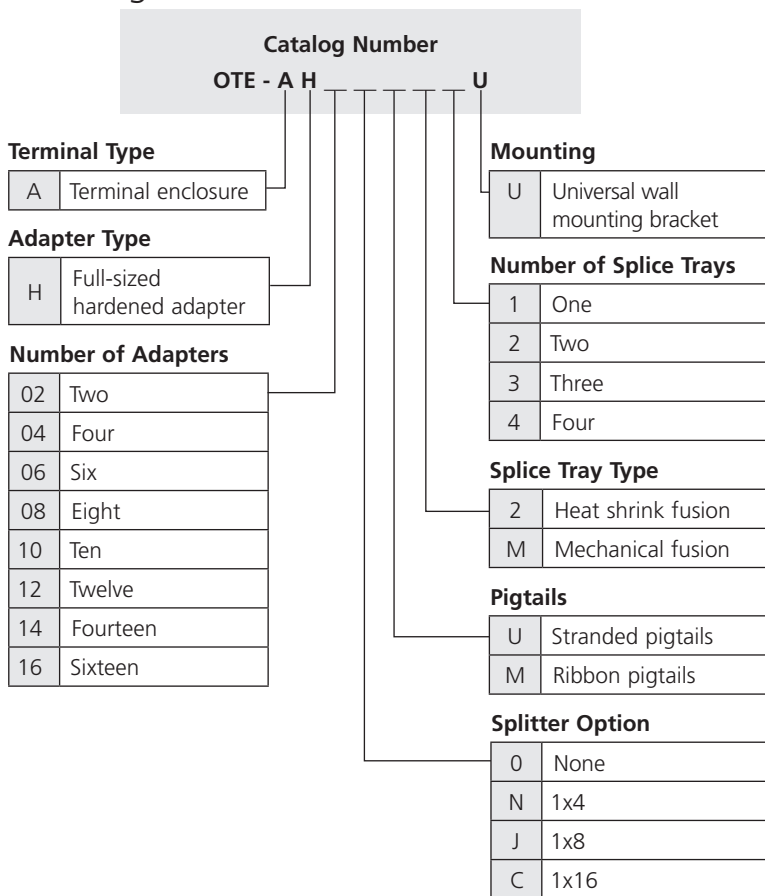 Catalog Number
OTE - A H _ _ _ _ _ U
Terminal Type
A Terminal enclosure
Adapter Type
H Full-sized
hardened adapter
Number of Adapters
02 Two
04 Four
06 Six
08 Eight
10 Ten
12 Twelve
14 Fourteen
16 Sixteen
Mounting
U Universal wall
mounting bracket
Number of Splice Trays
1 One
2 Two
3 Three
4 Four
Splice Tray Type
2 Heat shrink fusion
M Mechanical fusion
Pigtails
U Stranded pigtails
M Ribbon pigtails
Splitter Option
0 None
N 1x4
J 1x8
C 1x16